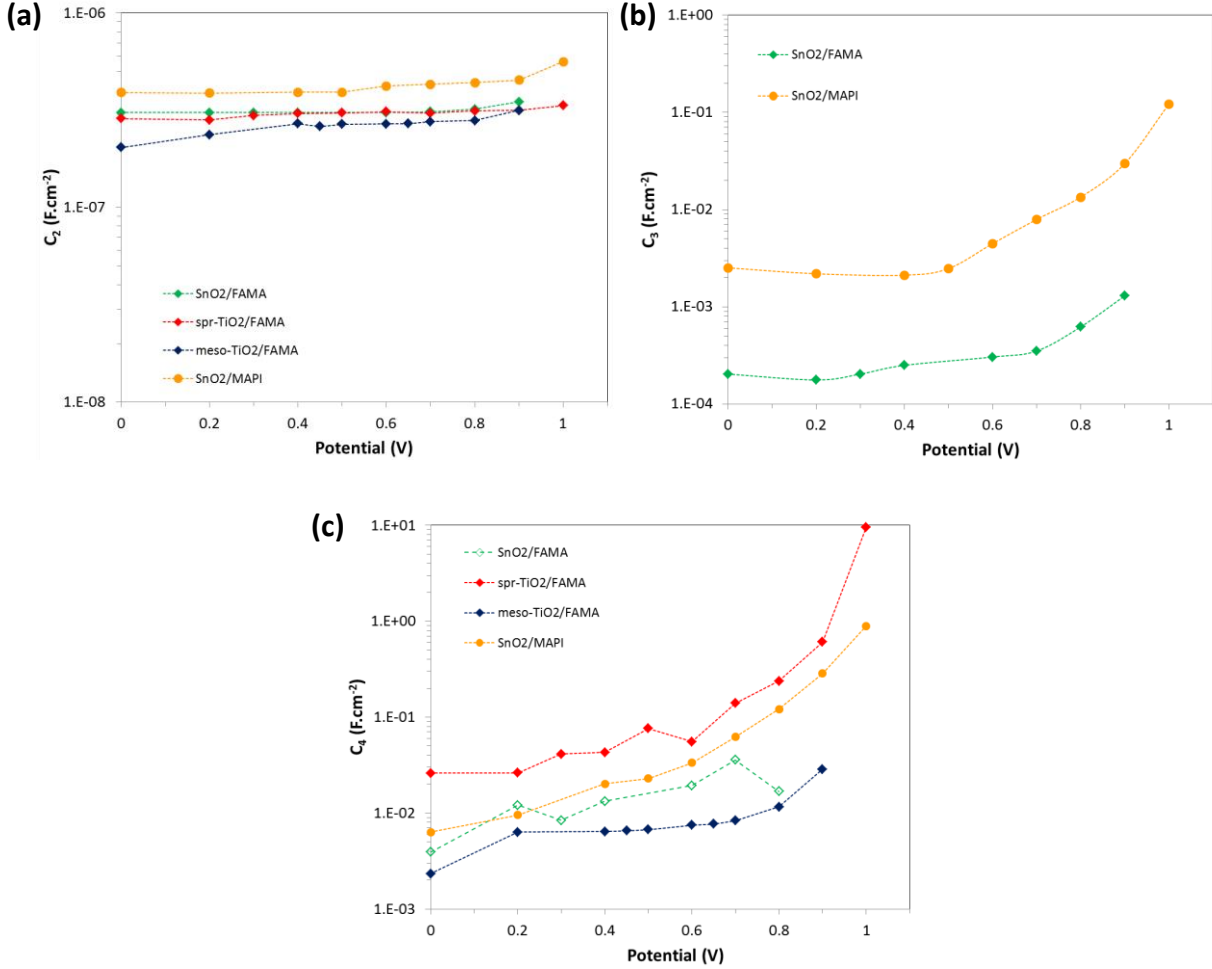 (a)
1.E-06
1.E-07
1.E-08
C₂ (F.cm⁻²)
SnO2/FAMA
spr-TiO2/FAMA
meso-TiO2/FAMA
SnO2/MAPI
0 0.2 0.4 0.6 0.8 1
Potential (V)
(b)
1.E+00
1.E-01
1.E-02
1.E-03
1.E-04
C₃ (F.cm⁻²)
SnO2/FAMA
SnO2/MAPI
0 0.2 0.4 0.6 0.8 1
Potential (V)
(c)
1.E+01
1.E+00
1.E-01
1.E-02
1.E-03
C₄ (F.cm⁻²)
SnO2/FAMA
spr-TiO2/FAMA
meso-TiO2/FAMA
SnO2/MAPI
0 0.2 0.4 0.6 0.8 1
Potential (V)